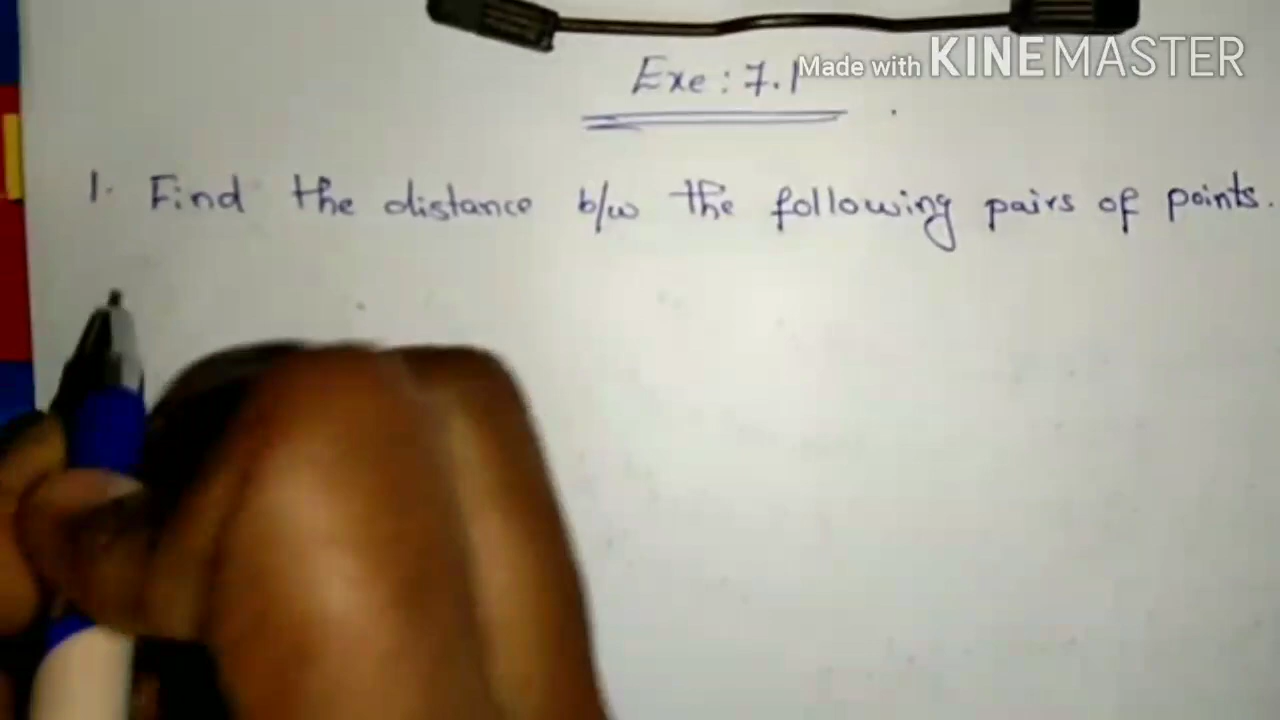 Exe : 7.1
Made with KINEMASTER
1. Find the distance b/w the following pairs of points.